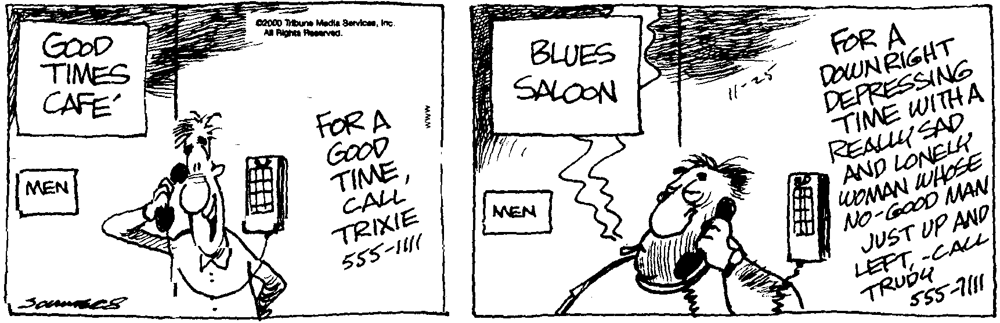 GOOD
TIMES
CAFE´
©2000 Tribune Media Services, Inc.
All Rights Reserved.
MEN
FOR A
GOOD
TIME,
CALL
TRIXIE
555-1111
www
BLUES
SALOON
MEN
11-25
FOR A
DOWNRIGHT
DEPRESSING
TIME WITH A
REALLY SAD
AND LONELY
WOMAN WHOSE
NO-GOOD MAN
JUST UP AND
LEFT, -CALL
TRUDY
555-7111